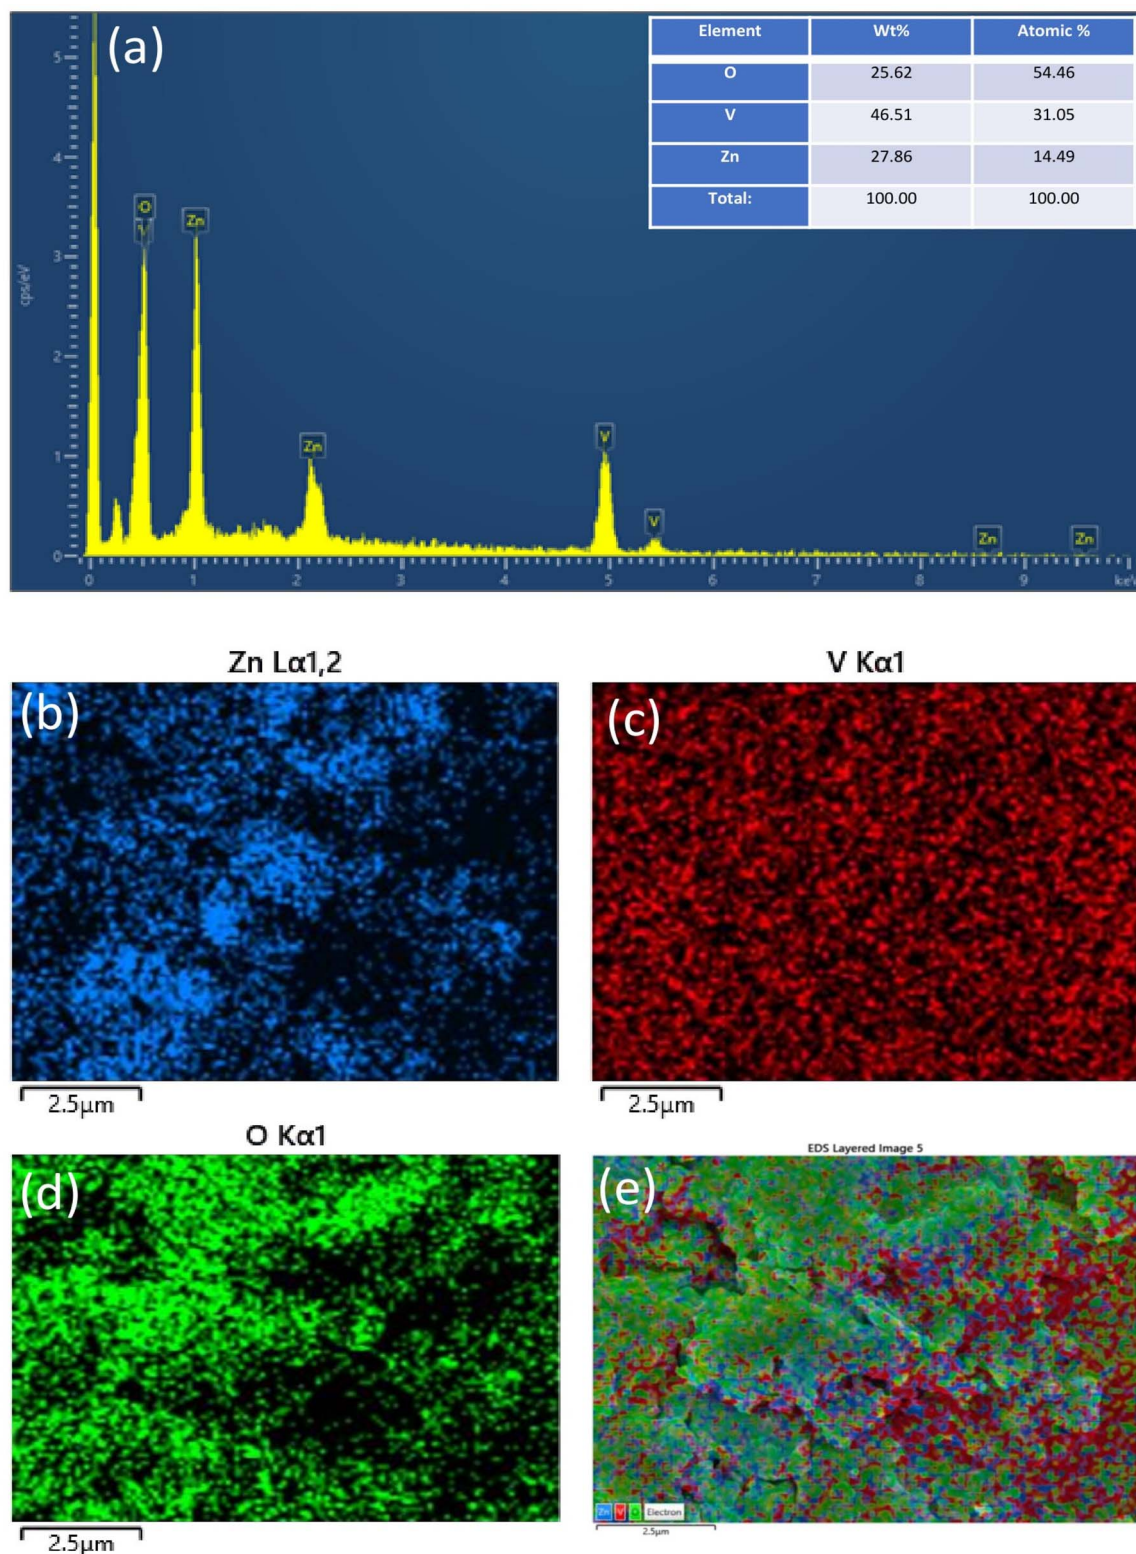 (a)
Element Wt% Atomic %
O 25.62 54.46
V 46.51 31.05
Zn 27.86 14.49
Total: 100.00 100.00
5
4
3
2
1
0
cps/eV
O
V
Zn
Zn
V
V
Zn
Zn
0 1 2 3 4 5 6 7 8 9 keV
Zn Lα1,2
V Kα1
(b)
(c)
2.5µm
2.5µm
O Kα1
EDS Layered Image 5
(d)
(e)
Zn V O Electron
2.5µm
2.5µm